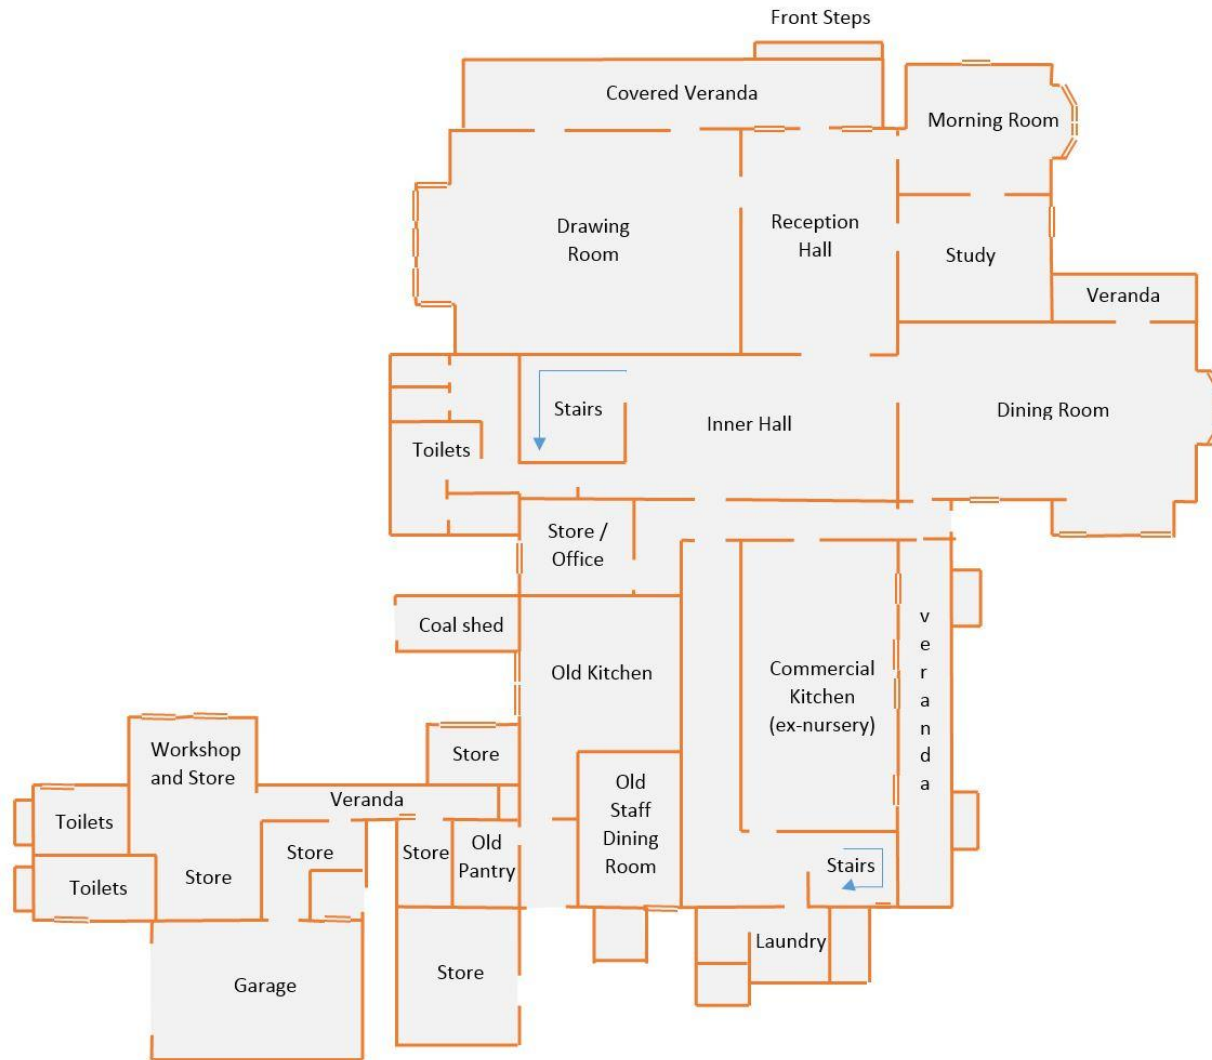 Front Steps
Covered Veranda
Morning Room
Drawing
Room
Reception
Hall
Study
Veranda
Stairs
Inner Hall
Dining Room
Toilets
Store /
Office
Coal shed
Old Kitchen
Commercial
Kitchen
(ex-nursery)
veranda
Workshop
and Store
Store
Veranda
Toilets
Store
Store
Old
Pantry
Old
Staff
Dining
Room
Stairs
Toilets
Store
Laundry
Garage
Store